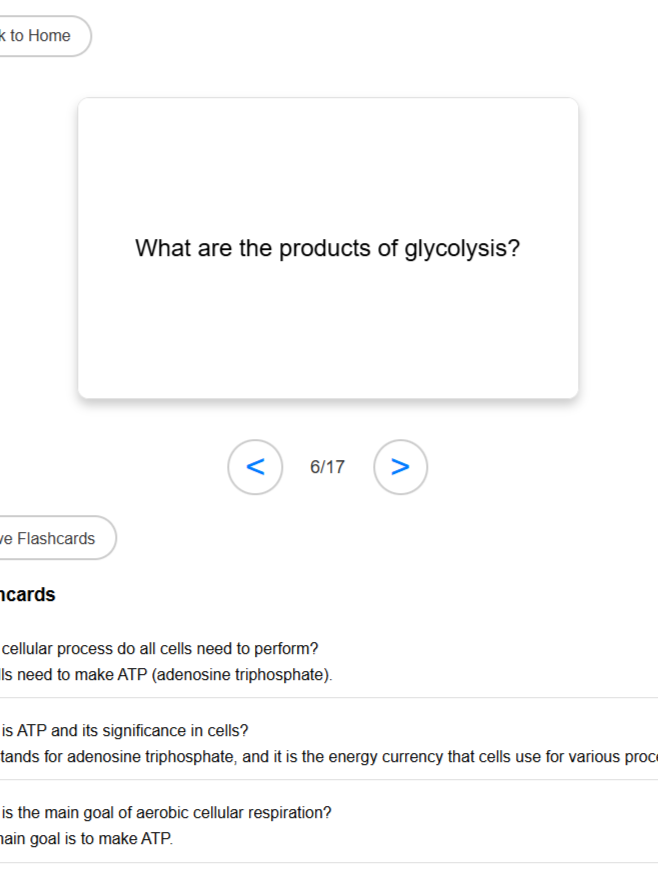 k to Home
What are the products of glycolysis?
< 6/17 >
ve Flashcards
hcards
cellular process do all cells need to perform?
lls need to make ATP (adenosine triphosphate).
is ATP and its significance in cells?
tands for adenosine triphosphate, and it is the energy currency that cells use for various proc
is the main goal of aerobic cellular respiration?
main goal is to make ATP.